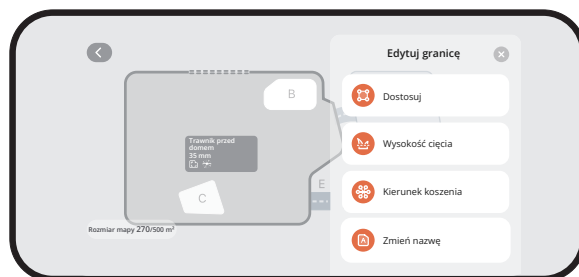 Edytuj granicę
B
Dostosuj
Trawnik przed
domem
35 mm
Wysokość cięcia
E
Kierunek koszenia
C
Rozmiar mapy 270/500 m²
Zmień nazwę